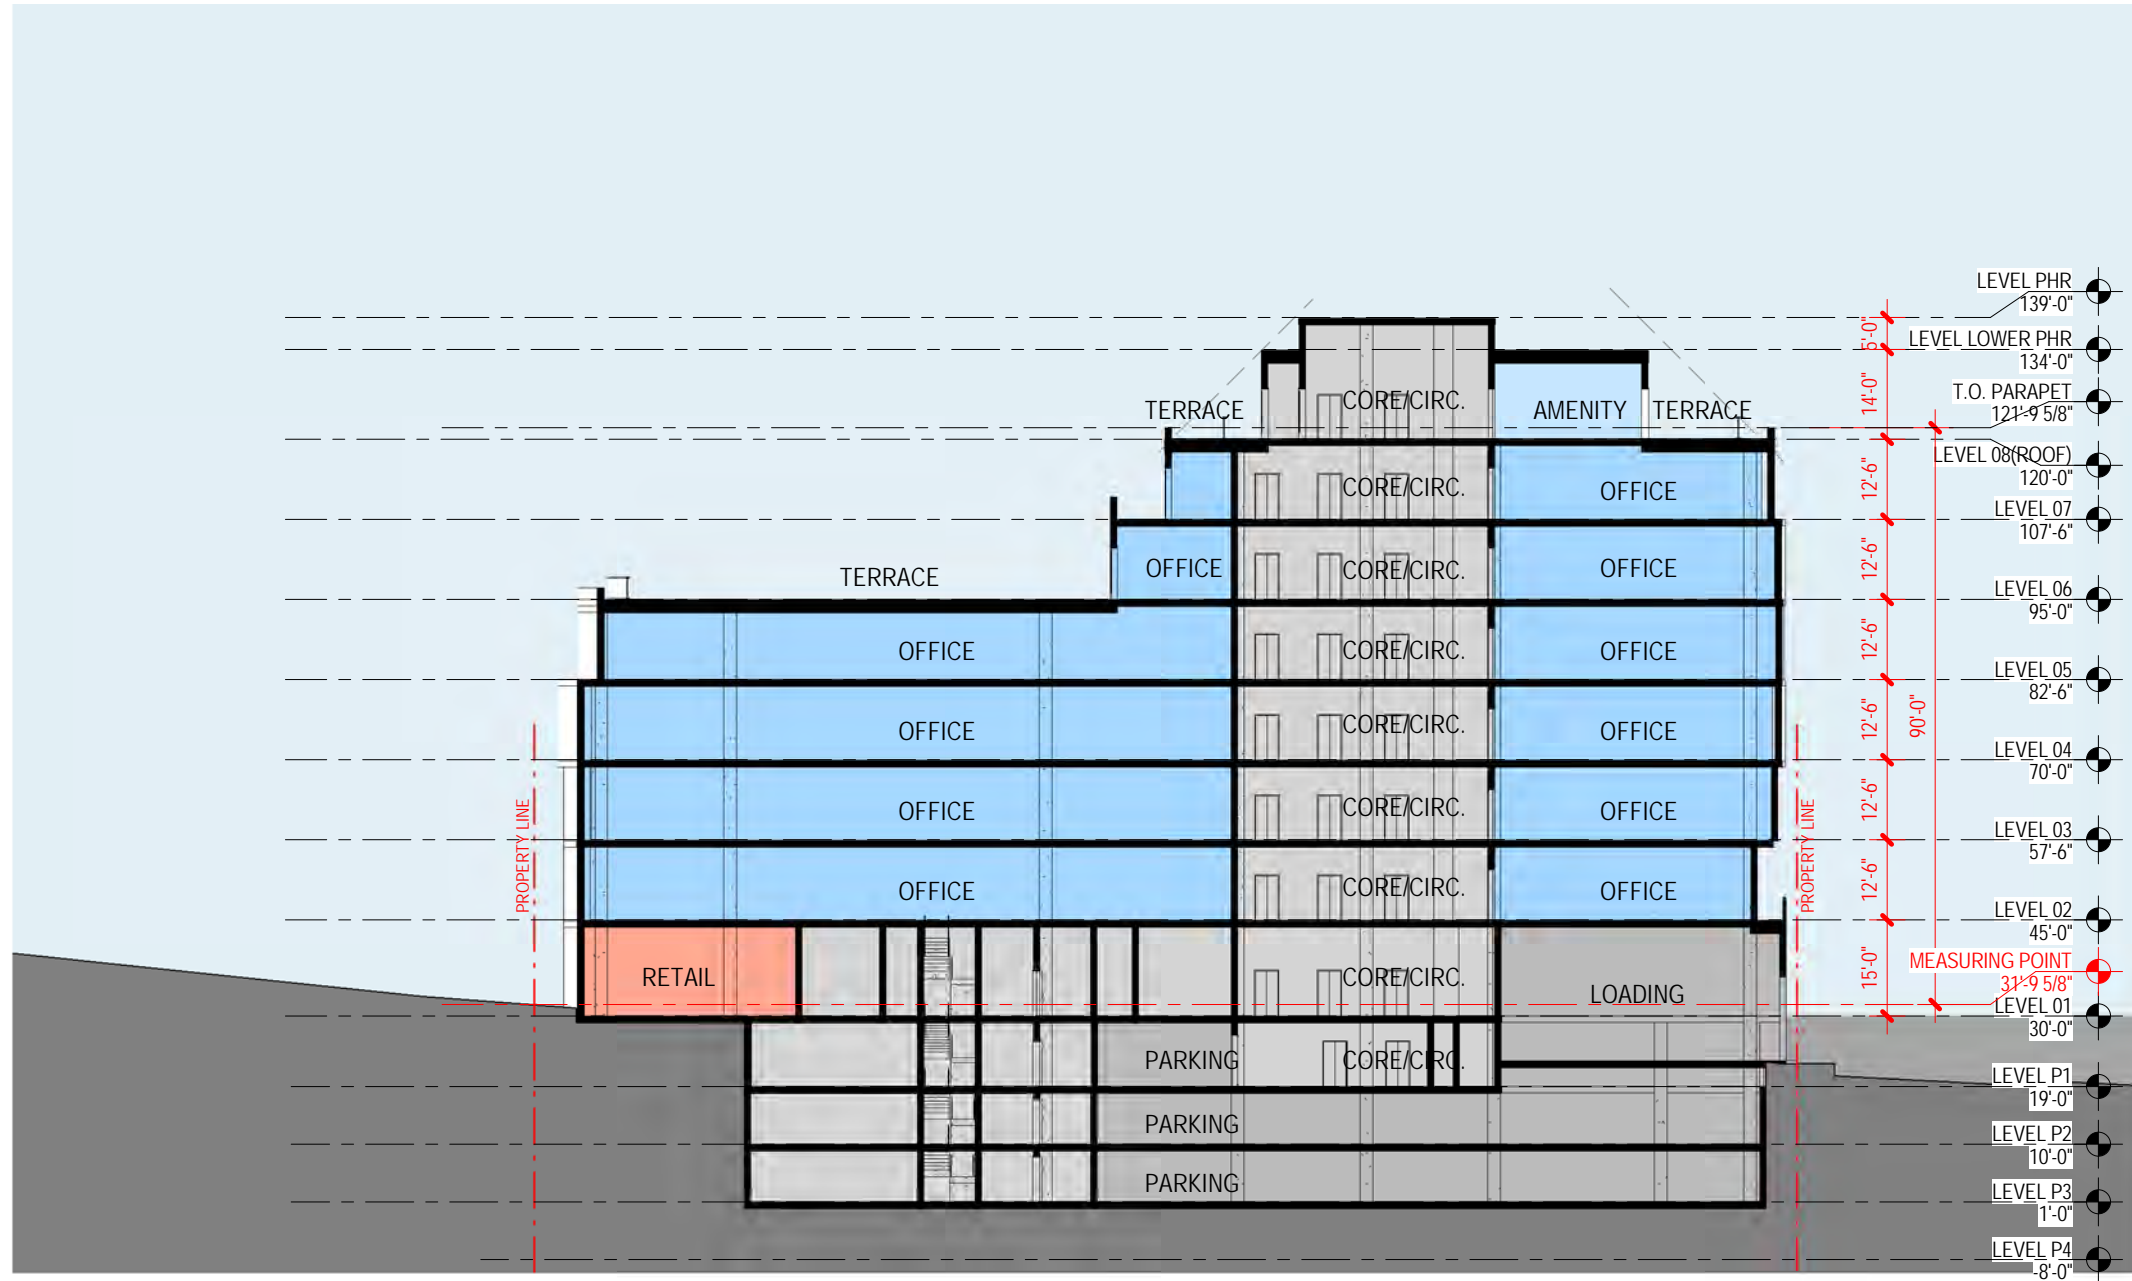 LEVEL PHR
139'-0"
5'-0"
LEVEL LOWER PHR
134'-0"
14'-0"
T.O. PARAPET
121'-9 5/8"
TERRACE
CORE/CIRC.
AMENITY
TERRACE
LEVEL 08(ROOF)
120'-0"
12'-6"
CORE/CIRC.
OFFICE
LEVEL 07
107'-6"
12'-6"
TERRACE
OFFICE
CORE/CIRC.
OFFICE
LEVEL 06
95'-0"
12'-6"
OFFICE
CORE/CIRC.
OFFICE
LEVEL 05
82'-6"
12'-6"
90'-0"
OFFICE
CORE/CIRC.
OFFICE
LEVEL 04
70'-0"
12'-6"
PROPERTY LINE
OFFICE
CORE/CIRC.
OFFICE
PROPERTY LINE
LEVEL 03
57'-6"
12'-6"
OFFICE
CORE/CIRC.
OFFICE
LEVEL 02
45'-0"
15'-0"
RETAIL
CORE/CIRC.
LOADING
MEASURING POINT
31'-9 5/8"
LEVEL 01
30'-0"
PARKING
CORE/CIRC.
LEVEL P1
19'-0"
PARKING
LEVEL P2
10'-0"
PARKING
LEVEL P3
1'-0"
LEVEL P4
-8'-0"